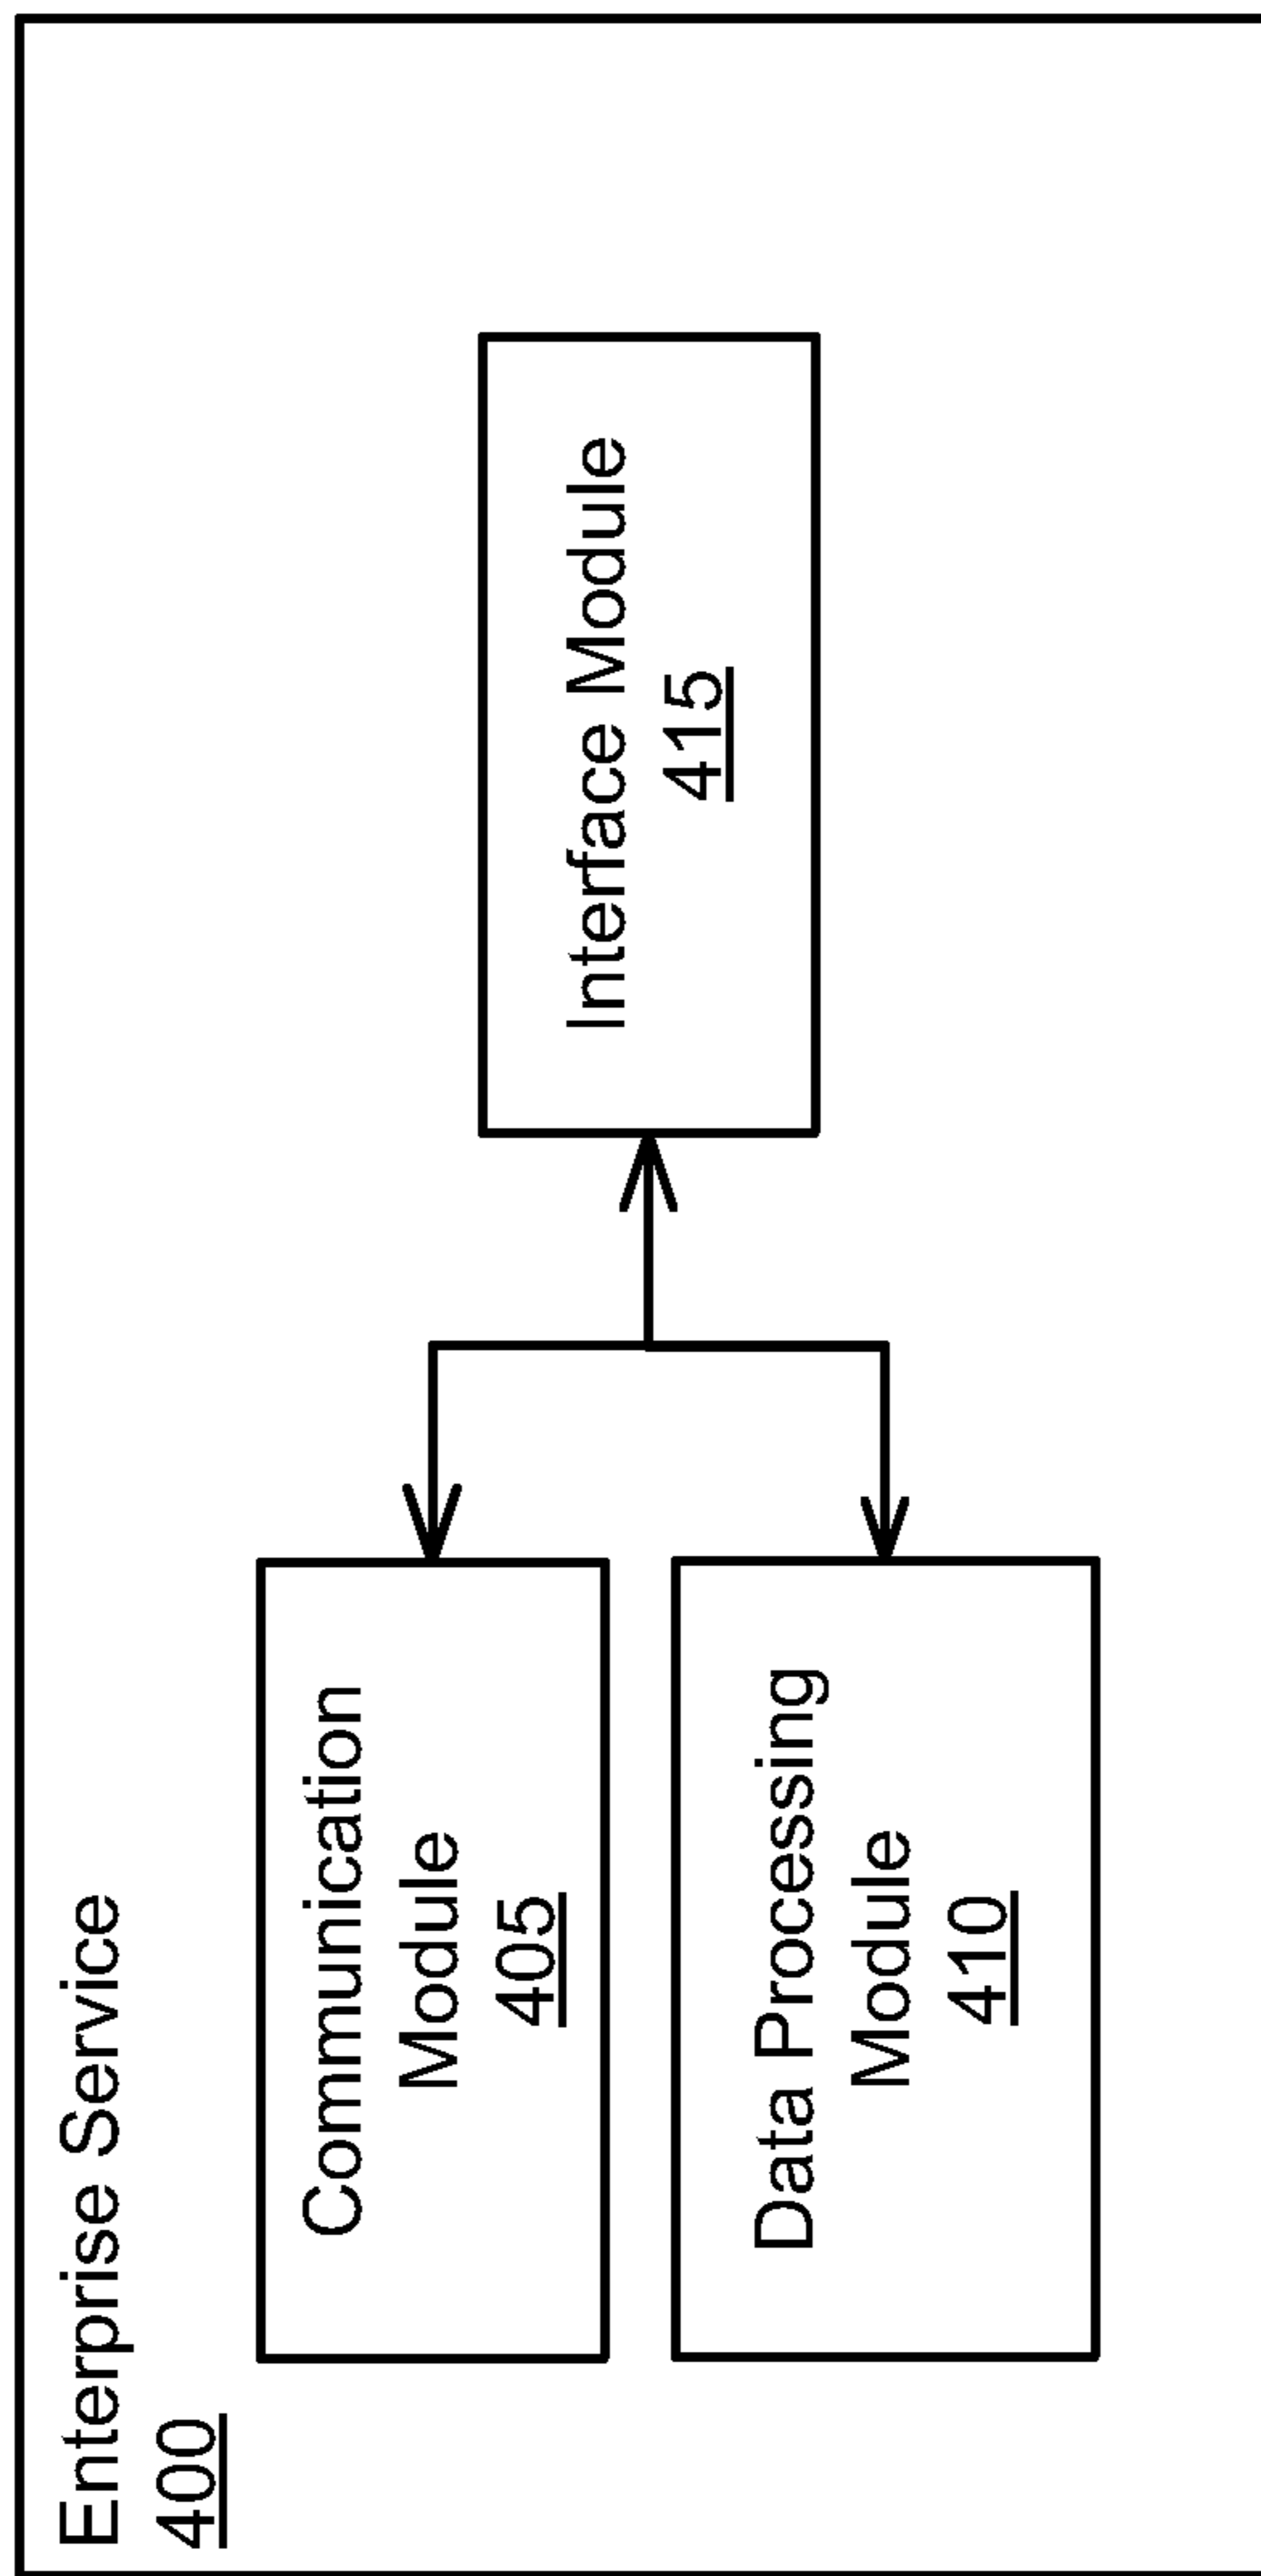 Enterprise Service
400
Communication
Module
405
Data Processing
Module
410
Interface Module
415